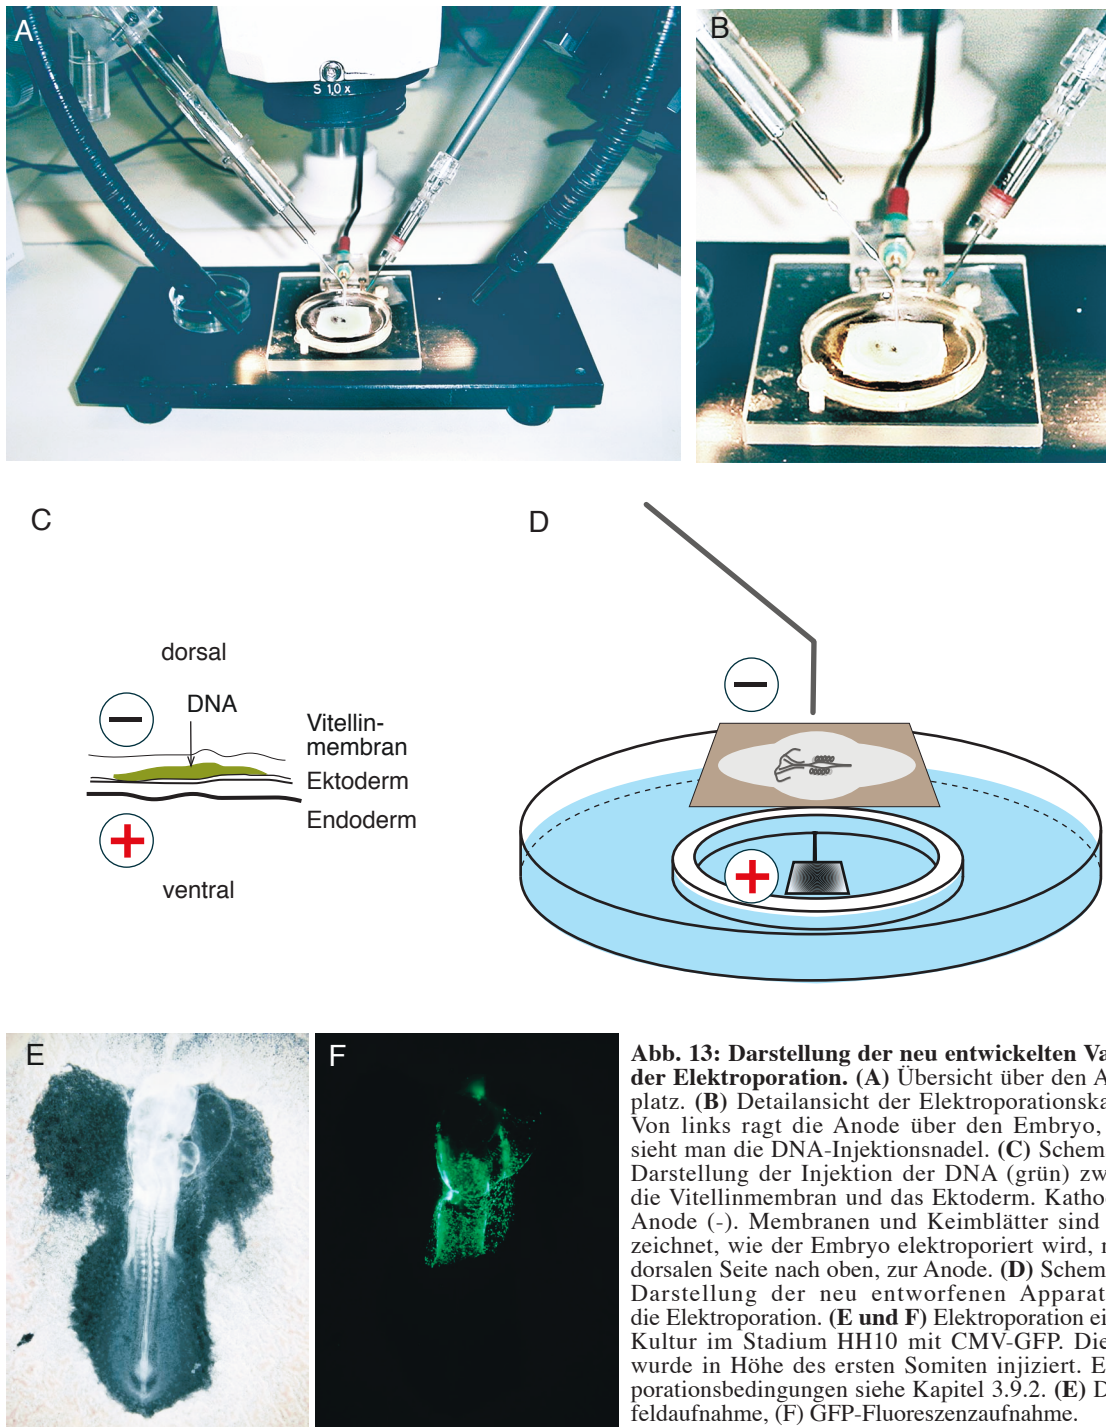 A
S 1,0 x
B
C
dorsal
DNA
Vitellin-
membran
Ektoderm
Endoderm
ventral
D
E
F
Abb. 13: Darstellung der neu entwickelten Va
der Elektroporation. (A) Übersicht über den A
platz. (B) Detailansicht der Elektroporationska
Von links ragt die Anode über den Embryo,
sieht man die DNA-Injektionsnadel. (C) Schem
Darstellung der Injektion der DNA (grün) zw
die Vitellinmembran und das Ektoderm. Katho
Anode (-). Membranen und Keimblätter sind
zeichnet, wie der Embryo elektroporiert wird, m
dorsalen Seite nach oben, zur Anode. (D) Schem
Darstellung der neu entworfenen Apparat
die Elektroporation. (E und F) Elektroporation ei
Kultur im Stadium HH10 mit CMV-GFP. Die
wurde in Höhe des ersten Somiten injiziert. E
porationsbedingungen siehe Kapitel 3.9.2. (E) D
feldaufnahme, (F) GFP-Fluoreszenzaufnahme.